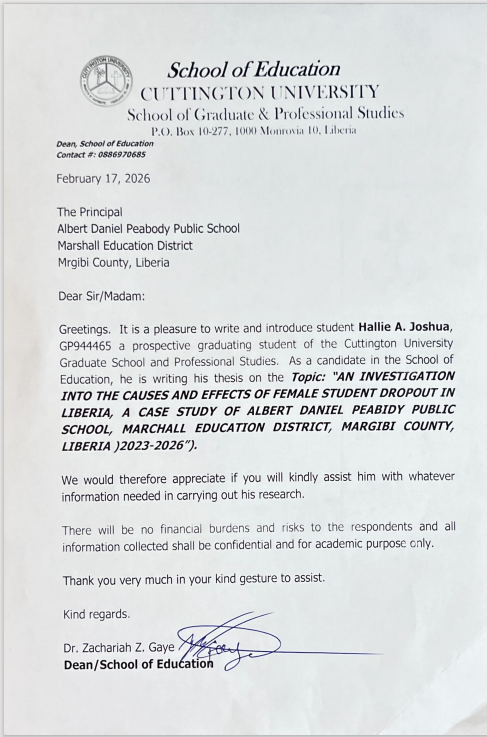 School of Education
CUTTINGTON UNIVERSITY
School of Graduate & Professional Studies
P.O. Box 10-277, 1000 Monrovia 10, Liberia
Dean, School of Education
Contact #: 0886970685
February 17, 2026
The Principal
Albert Daniel Peabody Public School
Marshall Education District
Mrgibi County, Liberia
Dear Sir/Madam:
Greetings. It is a pleasure to write and introduce student Hallie A. Joshua,
GP944465 a prospective graduating student of the Cuttington University
Graduate School and Professional Studies. As a candidate in the School of
Education, he is writing his thesis on the Topic: "AN INVESTIGATION
INTO THE CAUSES AND EFFECTS OF FEMALE STUDENT DROPOUT IN
LIBERIA, A CASE STUDY OF ALBERT DANIEL PEABIDY PUBLIC
SCHOOL, MARCHALL EDUCATION DISTRICT, MARGIBI COUNTY,
LIBERIA )2023-2026").
We would therefore appreciate if you will kindly assist him with whatever
information needed in carrying out his research.
There will be no financial burdens and risks to the respondents and all
information collected shall be confidential and for academic purpose only.
Thank you very much in your kind gesture to assist.
Kind regards.
Dr. Zachariah Z. Gaye
Dean/School of Education